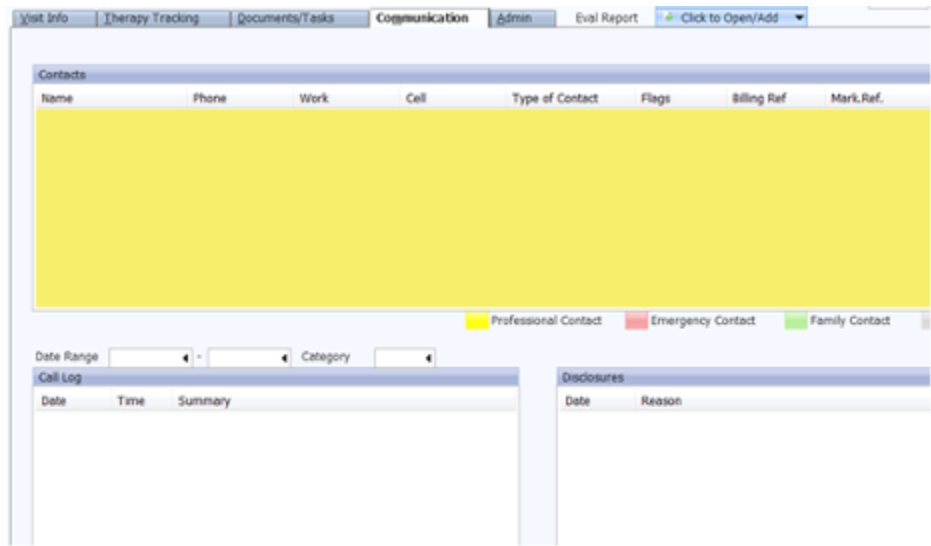 Visit Info Therapy Tracking Documents/Tasks Communication Admin Eval Report Click to Open/Add
Contacts
Name Phone Work Cell Type of Contact Flags Billing Ref Mark.Ref.
Professional Contact Emergency Contact Family Contact
Date Range - Category
Call Log Disclosures
Date Time Summary Date Reason